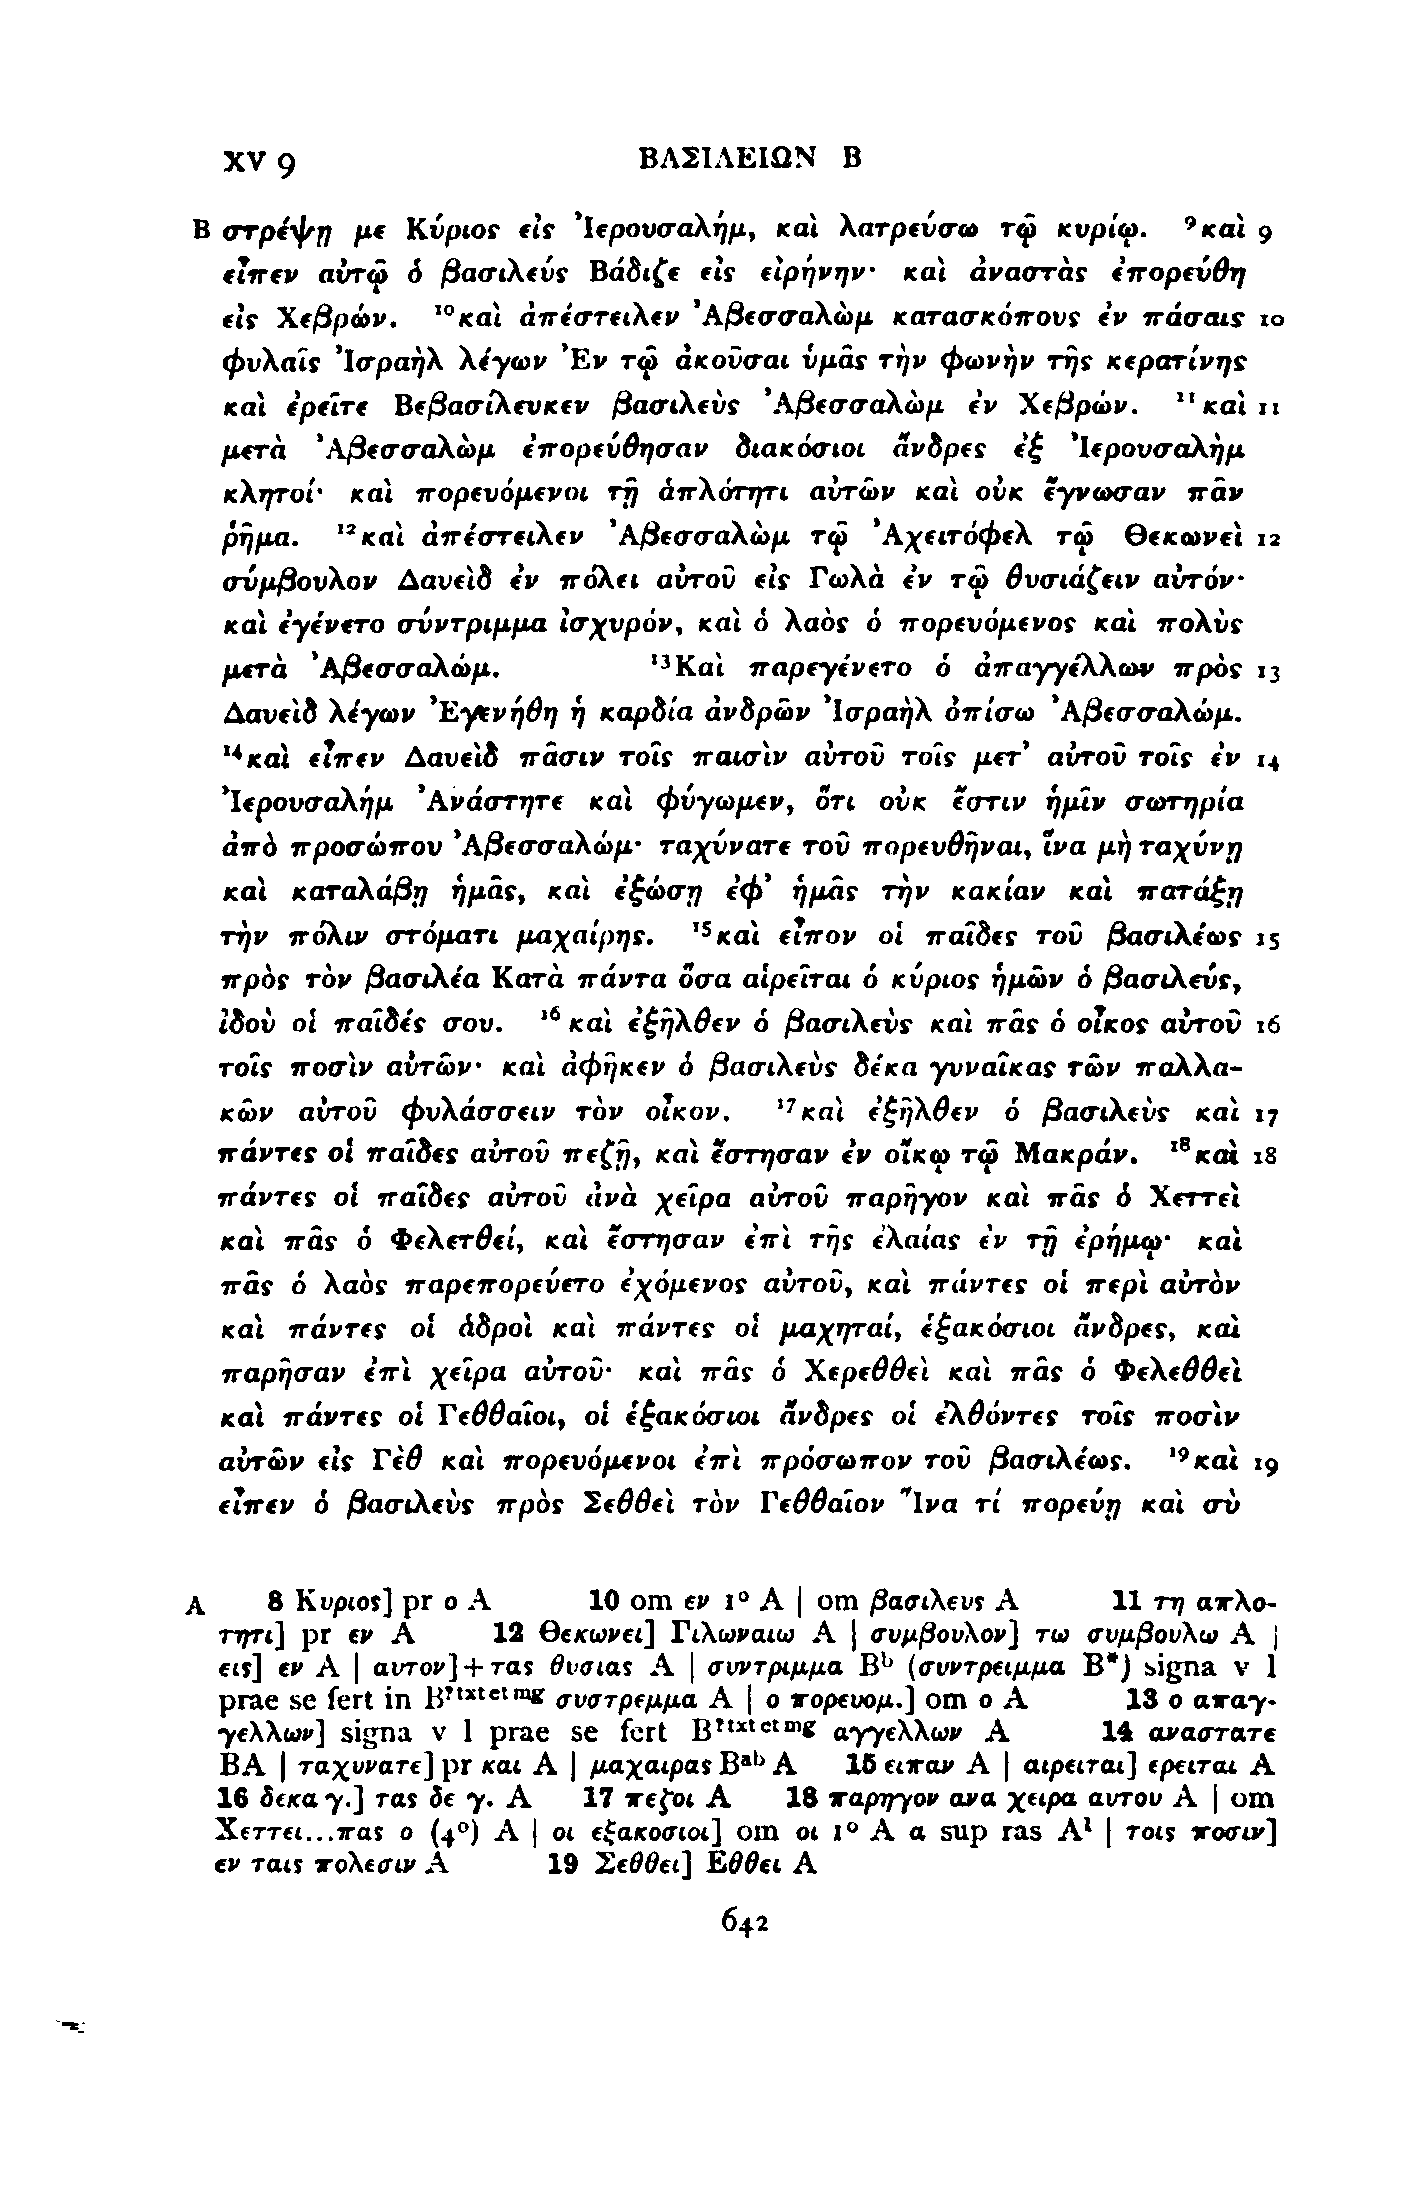 XV 9 ΒΑΣΙΛΕΙΩΝ Β
B στρέψῃ με Κύριος εἰς Ἰερουσαλήμ, καὶ λατρεύσω τῷ κυρίῳ. ⁹καὶ 9
εἶπεν αὐτῷ ὁ βασιλεύς Βάδιζε εἰς εἰρήνην· καὶ ἀναστὰς ἐπορεύθη
εἰς Χεβρών. ¹⁰καὶ ἀπέστειλεν Ἀβεσσαλὼμ κατασκόπους ἐν πάσαις 10
φυλαῖς Ἰσραὴλ λέγων Ἐν τῷ ἀκοῦσαι ὑμᾶς τὴν φωνὴν τῆς κερατίνης
καὶ ἐρεῖτε Βεβασίλευκεν βασιλεὺς Ἀβεσσαλὼμ ἐν Χεβρών. ¹¹καὶ 11
μετὰ Ἀβεσσαλὼμ ἐπορεύθησαν διακόσιοι ἄνδρες ἐξ Ἰερουσαλὴμ
κλητοί· καὶ πορευόμενοι τῇ ἁπλότητι αὐτῶν καὶ οὐκ ἔγνωσαν πᾶν
ῥῆμα. ¹²καὶ ἀπέστειλεν Ἀβεσσαλὼμ τῷ Ἀχειτόφελ τῷ Θεκωνεὶ 12
σύμβουλον Δαυεὶδ ἐν πόλει αὐτοῦ εἰς Γωλὰ ἐν τῷ θυσιάζειν αὐτόν·
καὶ ἐγένετο σύντριμμα ἰσχυρόν, καὶ ὁ λαὸς ὁ πορευόμενος καὶ πολὺς
μετὰ Ἀβεσσαλώμ. ¹³Καὶ παρεγένετο ὁ ἀπαγγέλλων πρὸς 13
Δαυεὶδ λέγων Ἐγενήθη ἡ καρδία ἀνδρῶν Ἰσραὴλ ὀπίσω Ἀβεσσαλώμ.
¹⁴καὶ εἶπεν Δαυεὶδ πᾶσιν τοῖς παισὶν αὐτοῦ τοῖς μετ’ αὐτοῦ τοῖς ἐν 14
Ἰερουσαλήμ Ἀνάστητε καὶ φύγωμεν, ὅτι οὐκ ἔστιν ἡμῖν σωτηρία
ἀπὸ προσώπου Ἀβεσσαλώμ· ταχύνατε τοῦ πορευθῆναι, ἵνα μὴ ταχύνῃ
καὶ καταλάβῃ ἡμᾶς, καὶ ἐξώσῃ ἐφ’ ἡμᾶς τὴν κακίαν καὶ πατάξῃ
τὴν πόλιν στόματι μαχαίρης. ¹⁵καὶ εἶπον οἱ παῖδες τοῦ βασιλέως 15
πρὸς τὸν βασιλέα Κατὰ πάντα ὅσα αἱρεῖται ὁ κύριος ἡμῶν ὁ βασιλεύς,
ἰδοὺ οἱ παῖδές σου. ¹⁶καὶ ἐξῆλθεν ὁ βασιλεὺς καὶ πᾶς ὁ οἶκος αὐτοῦ 16
τοῖς ποσὶν αὐτῶν· καὶ ἀφῆκεν ὁ βασιλεὺς δέκα γυναῖκας τῶν παλλα-
κῶν αὐτοῦ φυλάσσειν τὸν οἶκον. ¹⁷καὶ ἐξῆλθεν ὁ βασιλεὺς καὶ 17
πάντες οἱ παῖδες αὐτοῦ πεζῇ, καὶ ἔστησαν ἐν οἴκῳ τῷ Μακράν. ¹⁸καὶ 18
πάντες οἱ παῖδες αὐτοῦ ἀνὰ χεῖρα αὐτοῦ παρῆγον καὶ πᾶς ὁ Χεττεὶ
καὶ πᾶς ὁ Φελετθεί, καὶ ἔστησαν ἐπὶ τῆς ἐλαίας ἐν τῇ ἐρήμῳ· καὶ
πᾶς ὁ λαὸς παρεπορεύετο ἐχόμενος αὐτοῦ, καὶ πάντες οἱ περὶ αὐτὸν
καὶ πάντες οἱ ἁδροὶ καὶ πάντες οἱ μαχηταί, ἑξακόσιοι ἄνδρες, καὶ
παρῆσαν ἐπὶ χεῖρα αὐτοῦ· καὶ πᾶς ὁ Χερεθθεὶ καὶ πᾶς ὁ Φελεθθεὶ
καὶ πάντες οἱ Γεθθαῖοι, οἱ ἑξακόσιοι ἄνδρες οἱ ἐλθόντες τοῖς ποσὶν
αὐτῶν εἰς Γὲθ καὶ πορευόμενοι ἐπὶ πρόσωπον τοῦ βασιλέως. ¹⁹καὶ 19
εἶπεν ὁ βασιλεὺς πρὸς Σεθθεὶ τὸν Γεθθαῖον Ἵνα τί πορεύῃ καὶ σὺ
A 8 Κυριος] pr ο A 10 om εν 1° A | om βασιλευς A 11 τη απλο-
τητι] pr εν A 12 Θεκωνει] Γιλωναιω A | συμβουλον] τω συμβουλω A |
εις] εν A | αυτον]+τας θυσιας A | συντριμμα Bᵇ (συντρειμμα B*) signa v l
prae se fert in B?ᵗˣᵗᵉᵗᵐᵍ συστρεμμα A | ο πορευομ.] om ο A 13 ο απαγ-
γελλων] signa v l prae se fert B?ᵗˣᵗᵉᵗᵐᵍ αγγελλων A 14 αναστατε
BA | ταχυνατε] pr και A | μαχαιρας Bᵃᵇ A 15 ειπαν A | αιρειται] ερειται A
16 δεκα γ.] τας δε γ. A 17 πεζοι A 18 παρηγον ανα χειρα αυτου A | om
Χεττει...πας ο (4°) A | οι εξακοσιοι] om οι 1° A α sup ras A¹ | τοις ποσιν]
εν ταις πολεσιν A 19 Σεθθει] Εθθει A
642